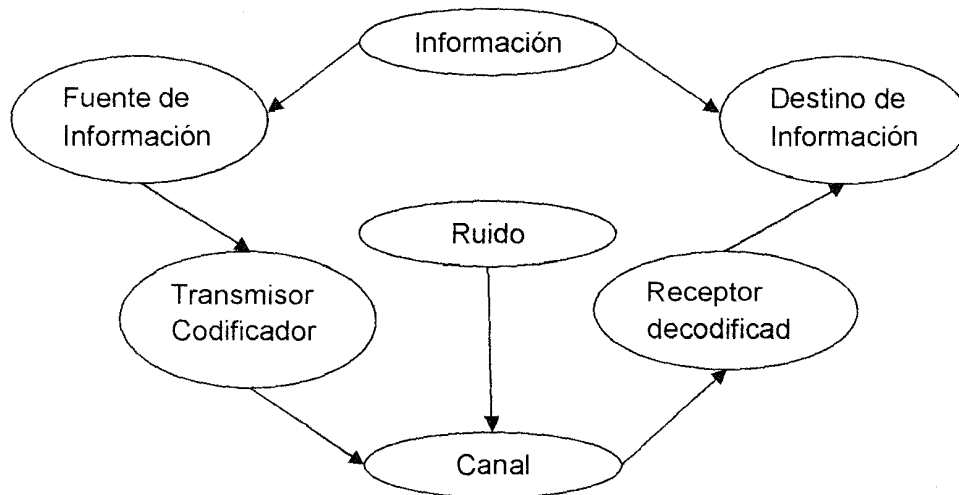 Información
Fuente de
Información
Destino de
Información
Ruido
Transmisor
Codificador
Receptor
decodificad
Canal